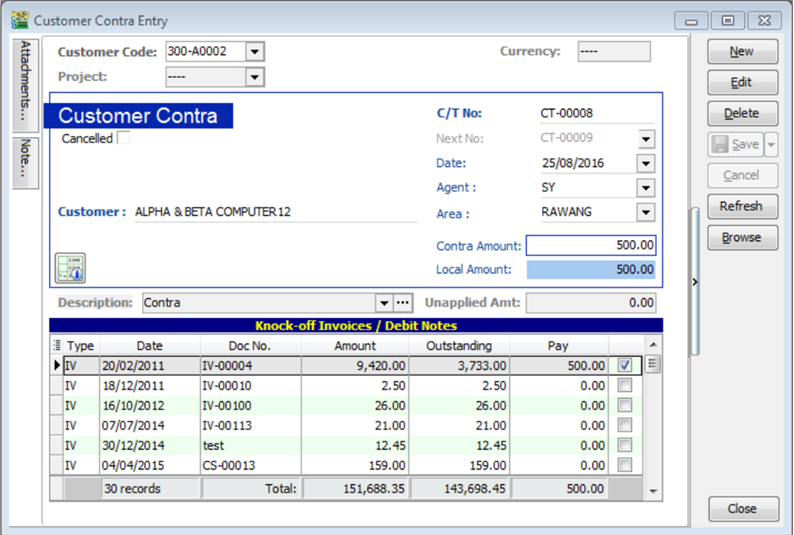 Customer Contra Entry
Attachments...
Note...
Customer Code: 300-A0002 Currency: ----
Project: ----
Customer Contra
Cancelled
C/T No: CT-00008
Next No: CT-00009
Date: 25/08/2016
Agent : SY
Customer : ALPHA & BETA COMPUTER12
Area : RAWANG
Contra Amount: 500.00
Local Amount: 500.00
Description: Contra Unapplied Amt: 0.00
Knock-off Invoices / Debit Notes
Type Date Doc No. Amount Outstanding Pay
IV 20/02/2011 IV-00004 9,420.00 3,733.00 500.00
IV 18/12/2011 IV-00010 2.50 2.50 0.00
IV 16/10/2012 IV-00100 26.00 26.00 0.00
IV 07/07/2014 IV-00113 21.00 21.00 0.00
IV 30/12/2014 test 12.45 12.45 0.00
IV 04/04/2015 CS-00013 159.00 159.00 0.00
30 records Total: 151,688.35 143,698.45 500.00
New
Edit
Delete
Save
Cancel
Refresh
Browse
Close